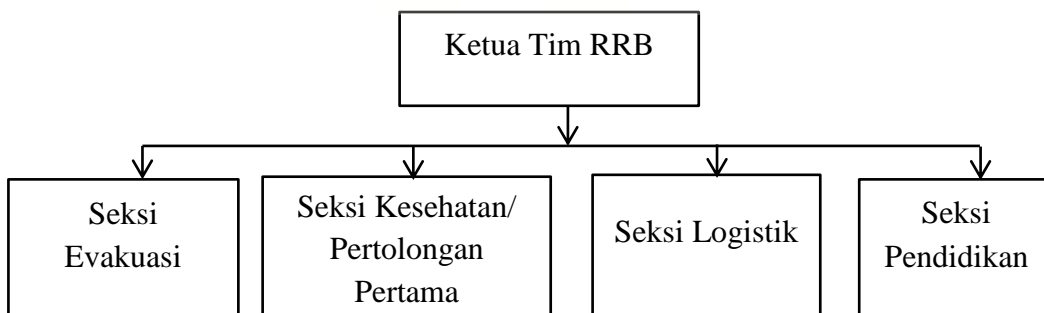 Ketua Tim RRB
Seksi
Evakuasi
Seksi Kesehatan/
Pertolongan
Pertama
Seksi Logistik
Seksi
Pendidikan